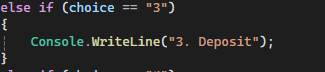 else if (choice == "3")
{
Console.WriteLine("3. Deposit");
}